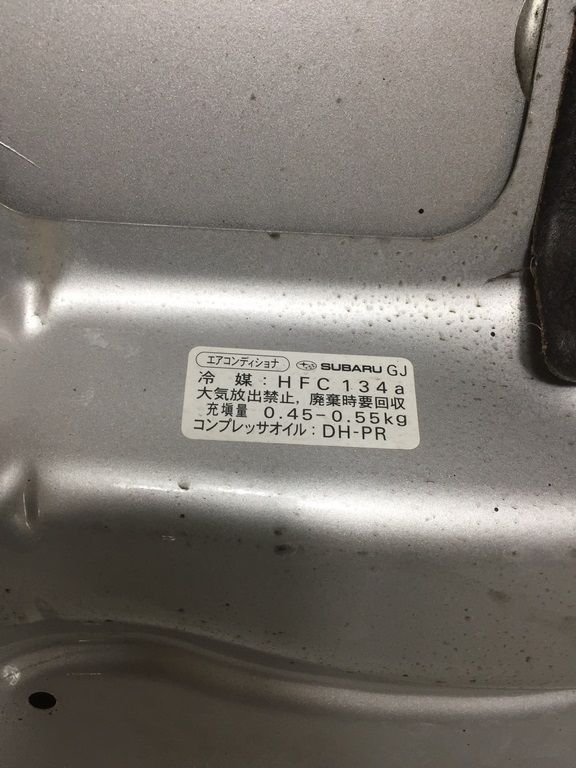 エアコンディショナ SUBARU GJ
冷 媒 : HFC134a
大気放出禁止, 廃棄時要回収
充塡量 0.45-0.55kg
コンプレッサオイル : DH-PR